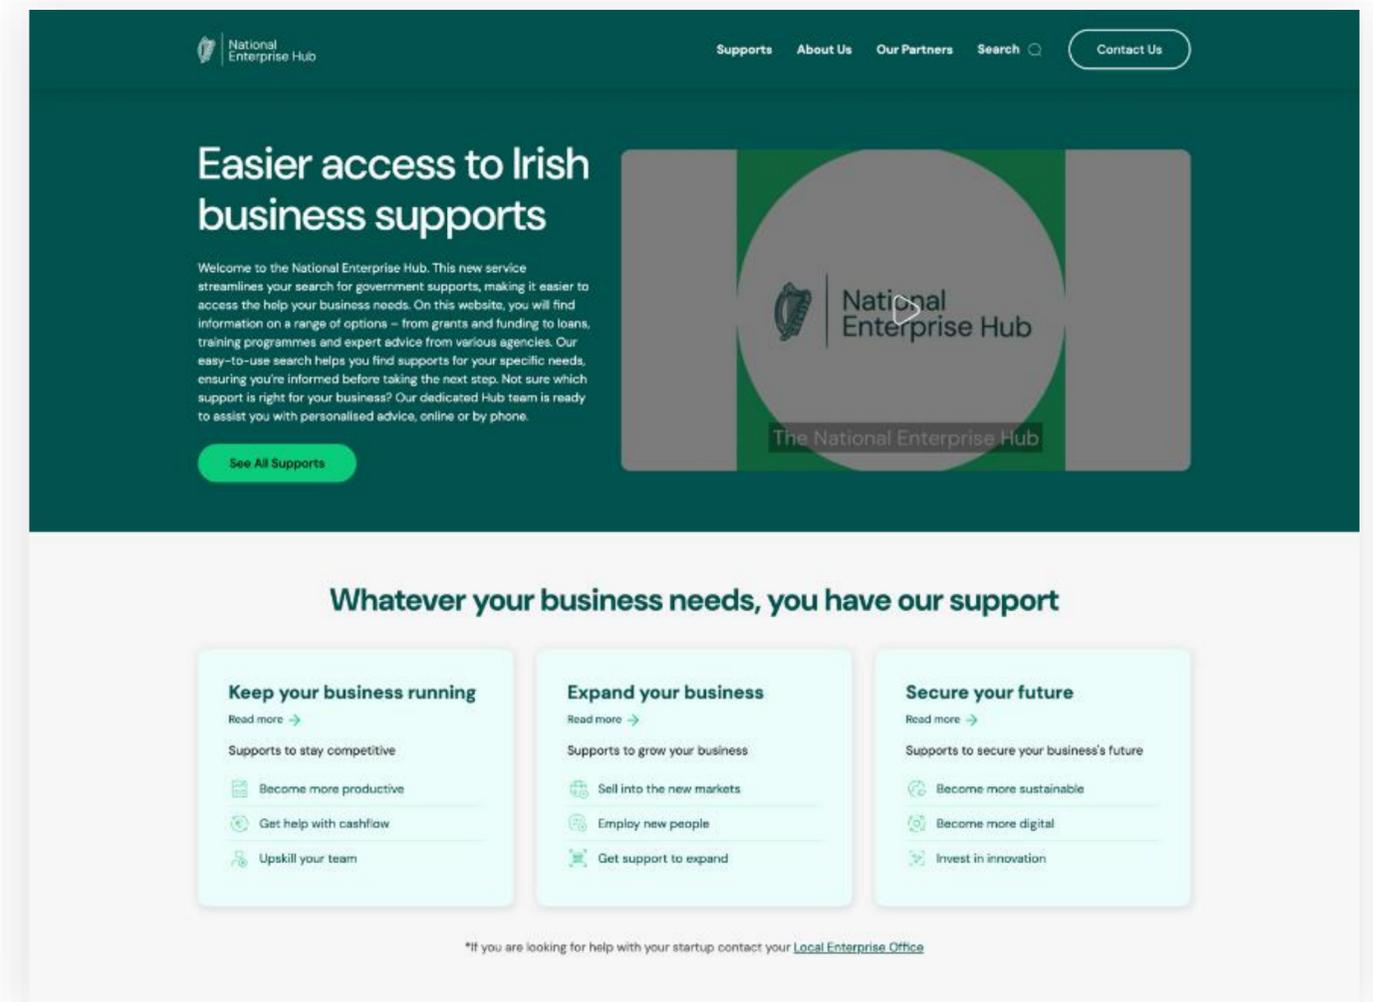 National
Enterprise Hub
Supports About Us Our Partners Search Contact Us
Easier access to Irish
business supports
Welcome to the National Enterprise Hub. This new service
streamlines your search for government supports, making it easier to
access the help your business needs. On this website, you will find
information on a range of options – from grants and funding to loans,
training programmes and expert advice from various agencies. Our
easy-to-use search helps you find supports for your specific needs,
ensuring you're informed before taking the next step. Not sure which
support is right for your business? Our dedicated Hub team is ready
to assist you with personalised advice, online or by phone.
See All Supports
National
Enterprise Hub
The National Enterprise Hub
Whatever your business needs, you have our support
Keep your business running
Read more →
Supports to stay competitive
Become more productive
Get help with cashflow
Upskill your team
Expand your business
Read more →
Supports to grow your business
Sell into the new markets
Employ new people
Get support to expand
Secure your future
Read more →
Supports to secure your business's future
Become more sustainable
Become more digital
Invest in innovation
*If you are looking for help with your startup contact your Local Enterprise Office